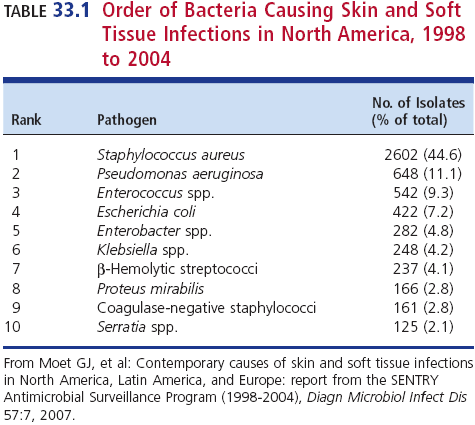 TABLE 33.1 Order of Bacteria Causing Skin and Soft
Tissue Infections in North America, 1998
to 2004
No. of Isolates
Rank Pathogen (% of total)
1 Staphylococcus aureus 2602 (44.6)
2 Pseudomonas aeruginosa 648 (11.1)
3 Enterococcus spp. 542 (9.3)
4 Escherichia coli 422 (7.2)
5 Enterobacter spp. 282 (4.8)
6 Klebsiella spp. 248 (4.2)
7 β-Hemolytic streptococci 237 (4.1)
8 Proteus mirabilis 166 (2.8)
9 Coagulase-negative staphylococci 161 (2.8)
10 Serratia spp. 125 (2.1)
From Moet GJ, et al: Contemporary causes of skin and soft tissue infections
in North America, Latin America, and Europe: report from the SENTRY
Antimicrobial Surveillance Program (1998-2004), Diagn Microbiol Infect Dis
57:7, 2007.